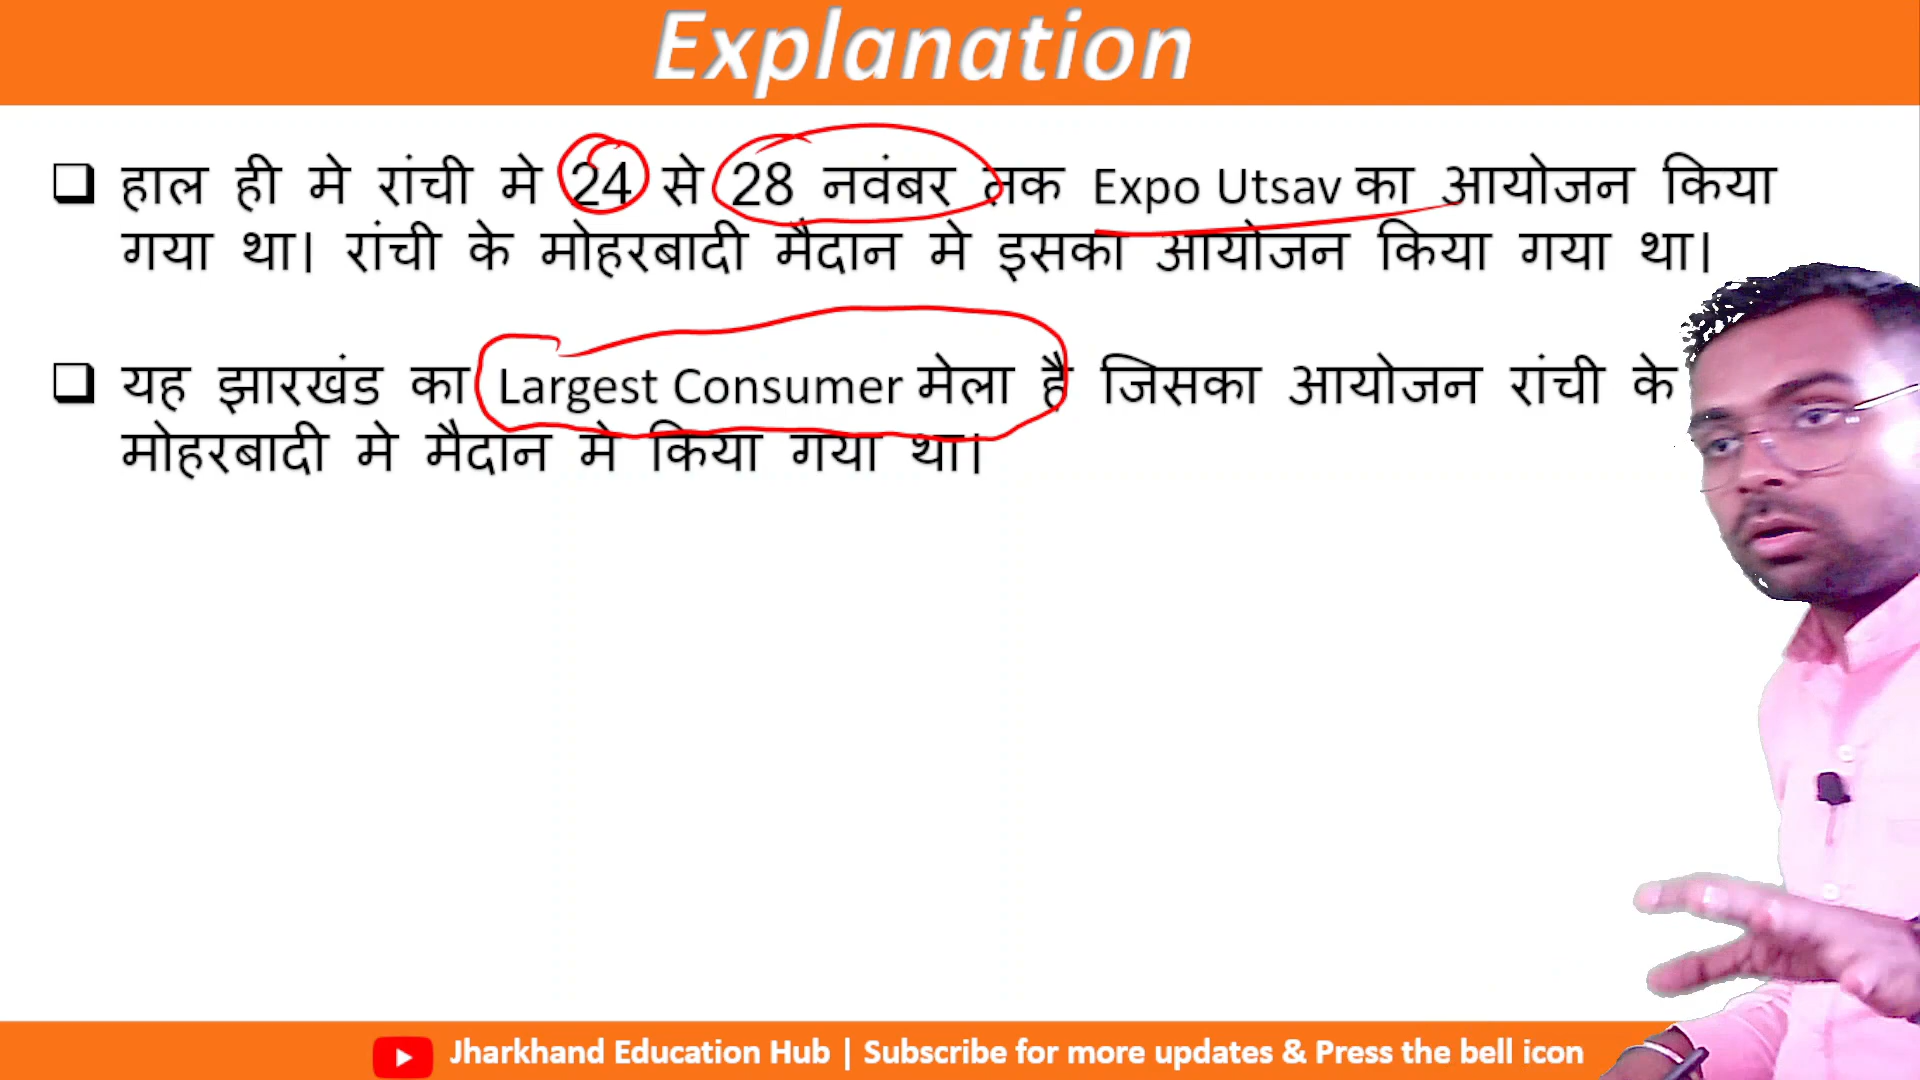 Explanation
हाल ही मे रांची मे 24 से 28 नवंबर तक Expo Utsav का आयोजन किया
गया था। रांची के मोहरबादी मैदान मे इसका आयोजन किया गया था।
यह झारखंड का Largest Consumer मेला है जिसका आयोजन रांची के
मोहरबादी मे मैदान मे किया गया था।
Jharkhand Education Hub | Subscribe for more updates & Press the bell icon